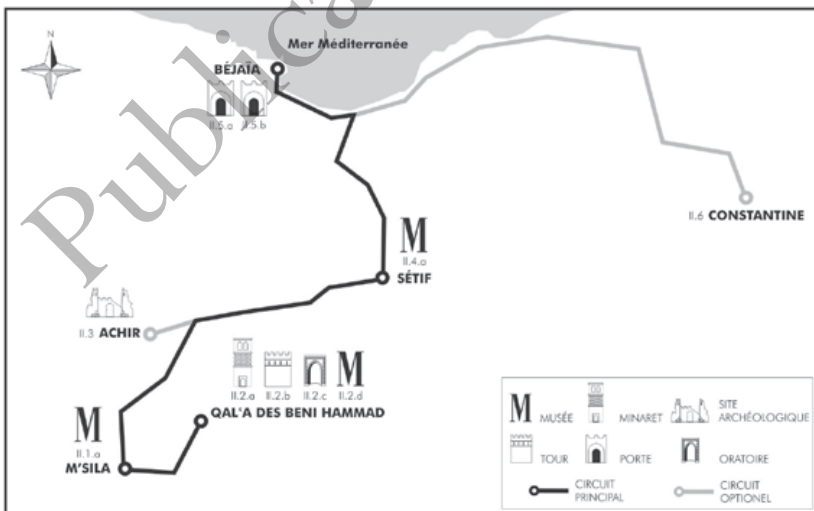 Publica
N
Mer Méditerranée
BÉJAÏA
II.5.a II.5.b
II.6 CONSTANTINE
M
II.4.a
SÉTIF
II.3 ACHIR
M
II.2.a II.2.b II.2.c II.2.d
QAL'A DES BENI HAMMAD
M
II.1.a
M'SILA
M MUSÉE MINARET SITE
ARCHÉOLOGIQUE
TOUR PORTE ORATOIRE
CIRCUIT
PRINCIPAL
CIRCUIT
OPTIONEL